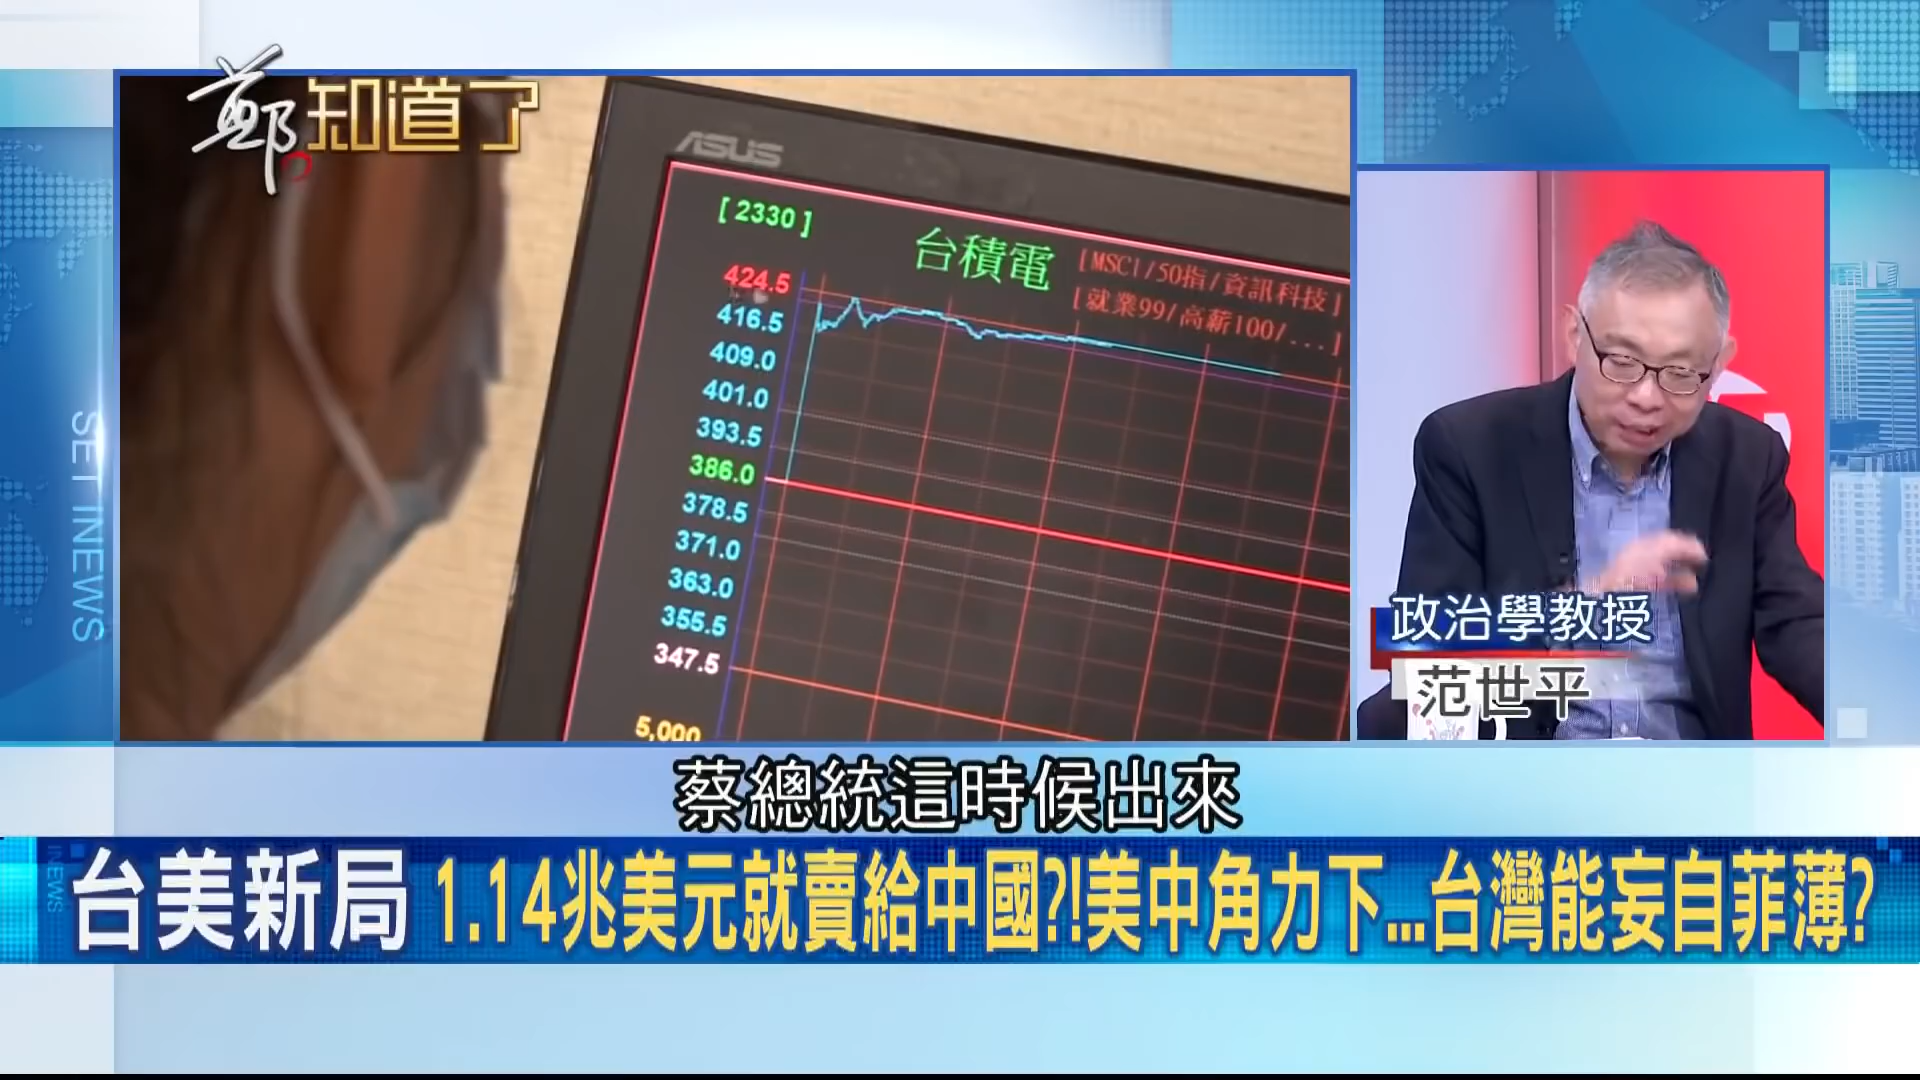 鄭知道了
ASUS
[2330]
台積電
[MSCI/50指/資訊科技]
[就業99/高薪100/...]
424.5
416.5
409.0
401.0
393.5
386.0
378.5
371.0
363.0
355.5
347.5
5,000
SET INEWS
政治學教授
范世平
蔡總統這時候出來
INEWS
台美新局 1.14兆美元就賣給中國?!美中角力下...台灣能妄自菲薄?